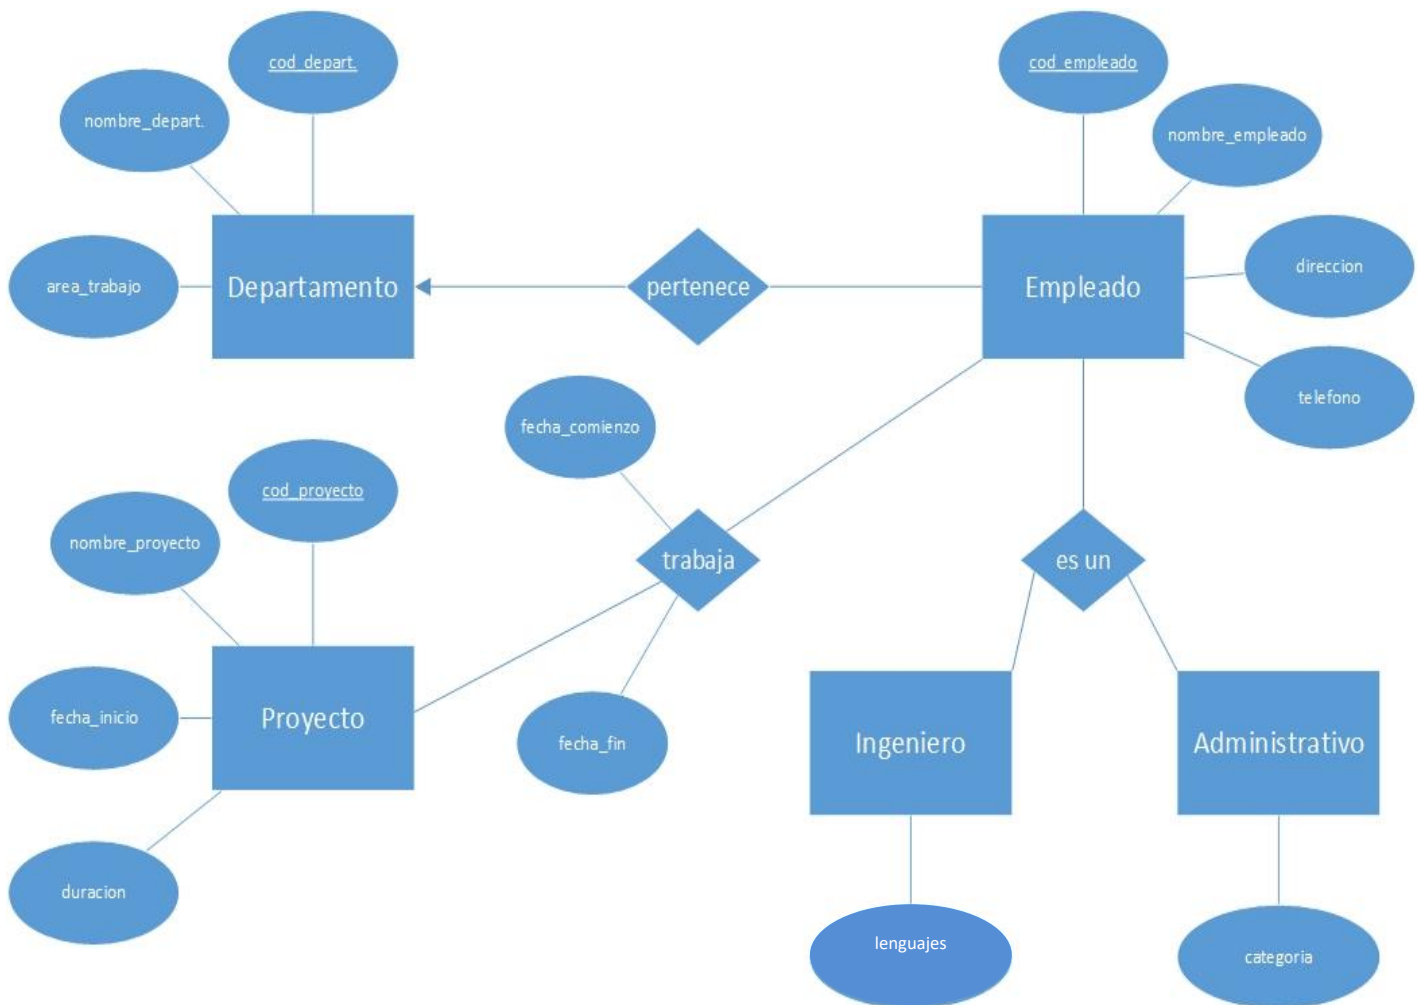 cod_depart.
cod_empleado
nombre_depart.
nombre_empleado
area_trabajo
Departamento
pertenece
Empleado
direccion
telefono
fecha_comienzo
cod_proyecto
nombre_proyecto
trabaja
es un
fecha_inicio
Proyecto
fecha_fin
Ingeniero
Administrativo
duracion
lenguajes
categoria